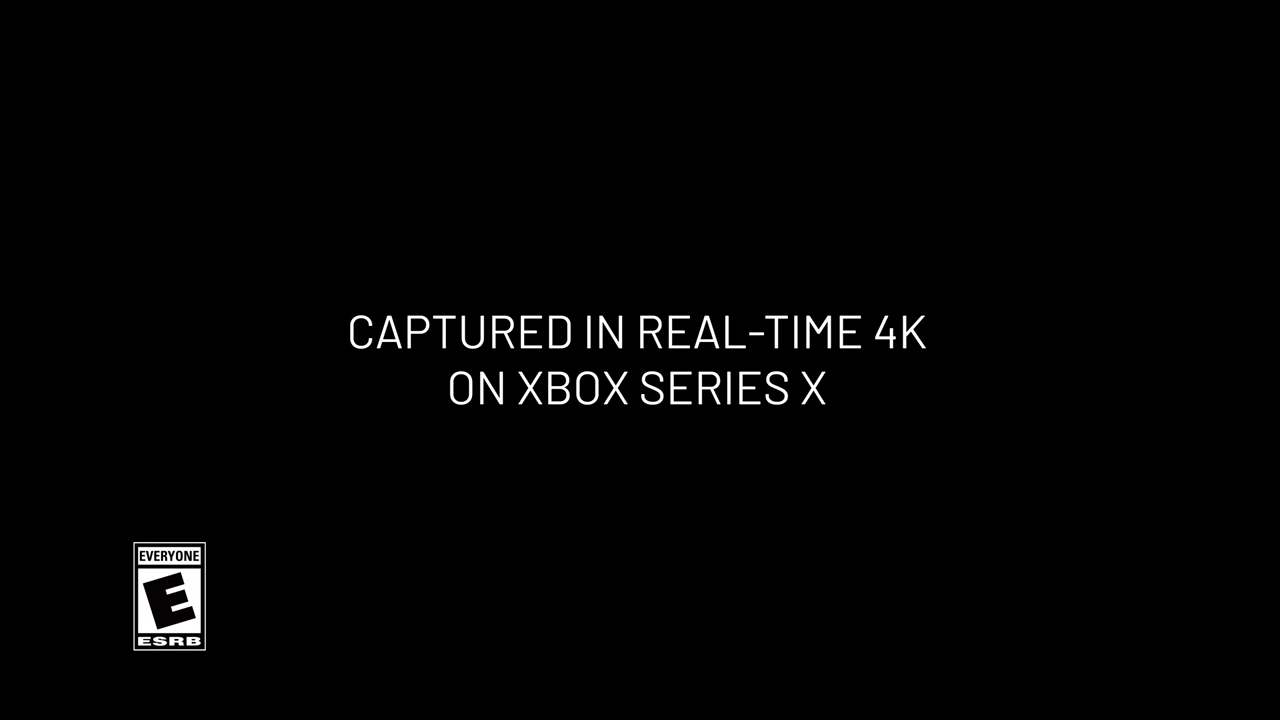 CAPTURED IN REAL-TIME 4K
ON XBOX SERIES X
EVERYONE
E
ESRB